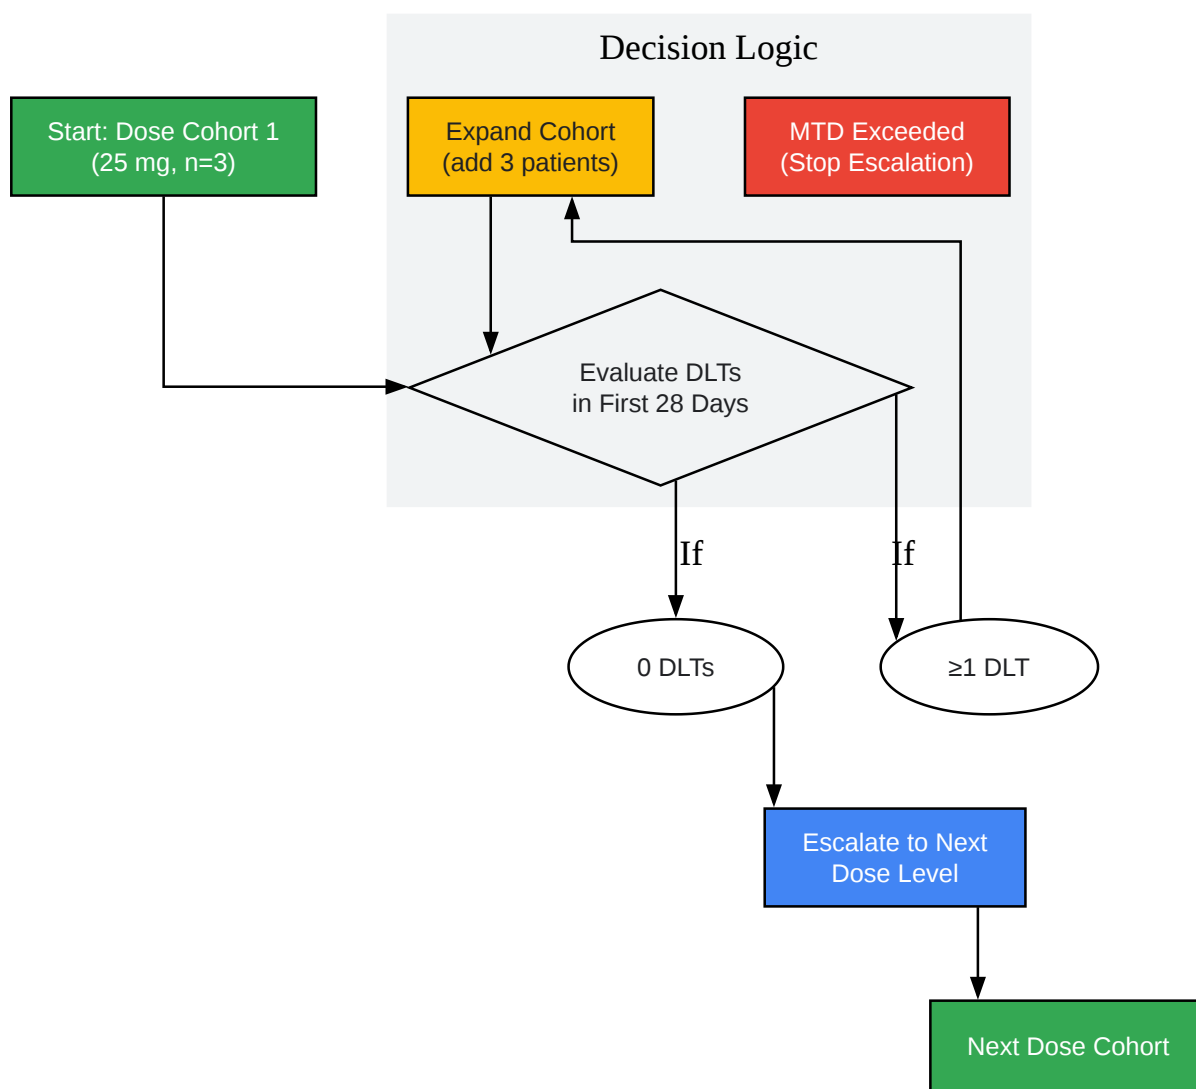 Decision Logic
Start: Dose Cohort 1
(25 mg, n=3)
Expand Cohort
(add 3 patients)
MTD Exceeded
(Stop Escalation)
Evaluate DLTs
in First 28 Days
If
If
0 DLTs
≥1 DLT
Escalate to Next
Dose Level
Next Dose Cohort